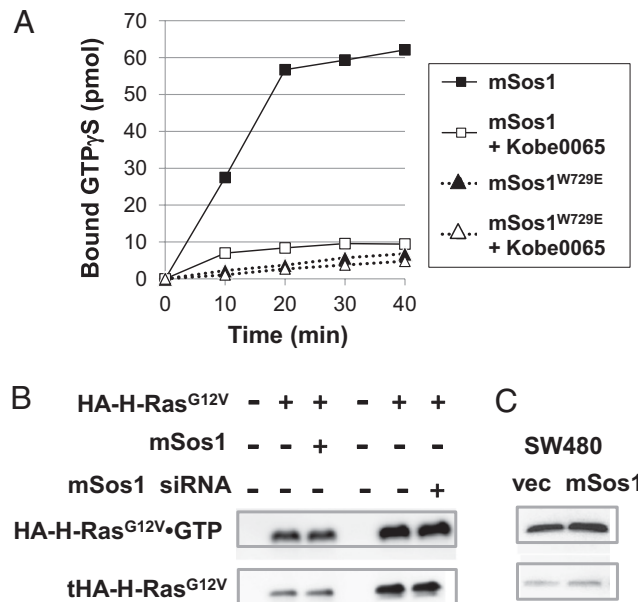 A
Bound GTPγS (pmol)
70
60
50
40
30
20
10
0
0 10 20 30 40
Time (min)
mSos1
mSos1
+ Kobe0065
mSos1W729E
mSos1W729E
+ Kobe0065
B
HA-H-RasG12V - + + - + +
mSos1 - - + - - -
mSos1 siRNA - - - - - +
HA-H-RasG12V•GTP
tHA-H-RasG12V
C
SW480
vec mSos1